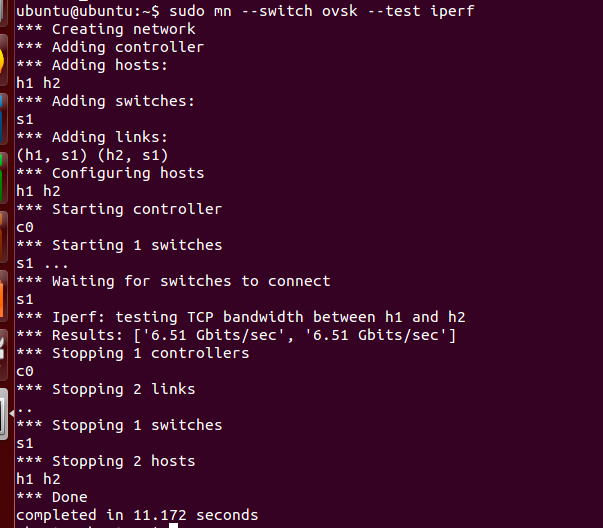 ubuntu@ubuntu:~$ sudo mn --switch ovsk --test iperf
*** Creating network
*** Adding controller
*** Adding hosts:
h1 h2
*** Adding switches:
s1
*** Adding links:
(h1, s1) (h2, s1)
*** Configuring hosts
h1 h2
*** Starting controller
c0
*** Starting 1 switches
s1 ...
*** Waiting for switches to connect
s1
*** Iperf: testing TCP bandwidth between h1 and h2
*** Results: ['6.51 Gbits/sec', '6.51 Gbits/sec']
*** Stopping 1 controllers
c0
*** Stopping 2 links
..
*** Stopping 1 switches
s1
*** Stopping 2 hosts
h1 h2
*** Done
completed in 11.172 seconds